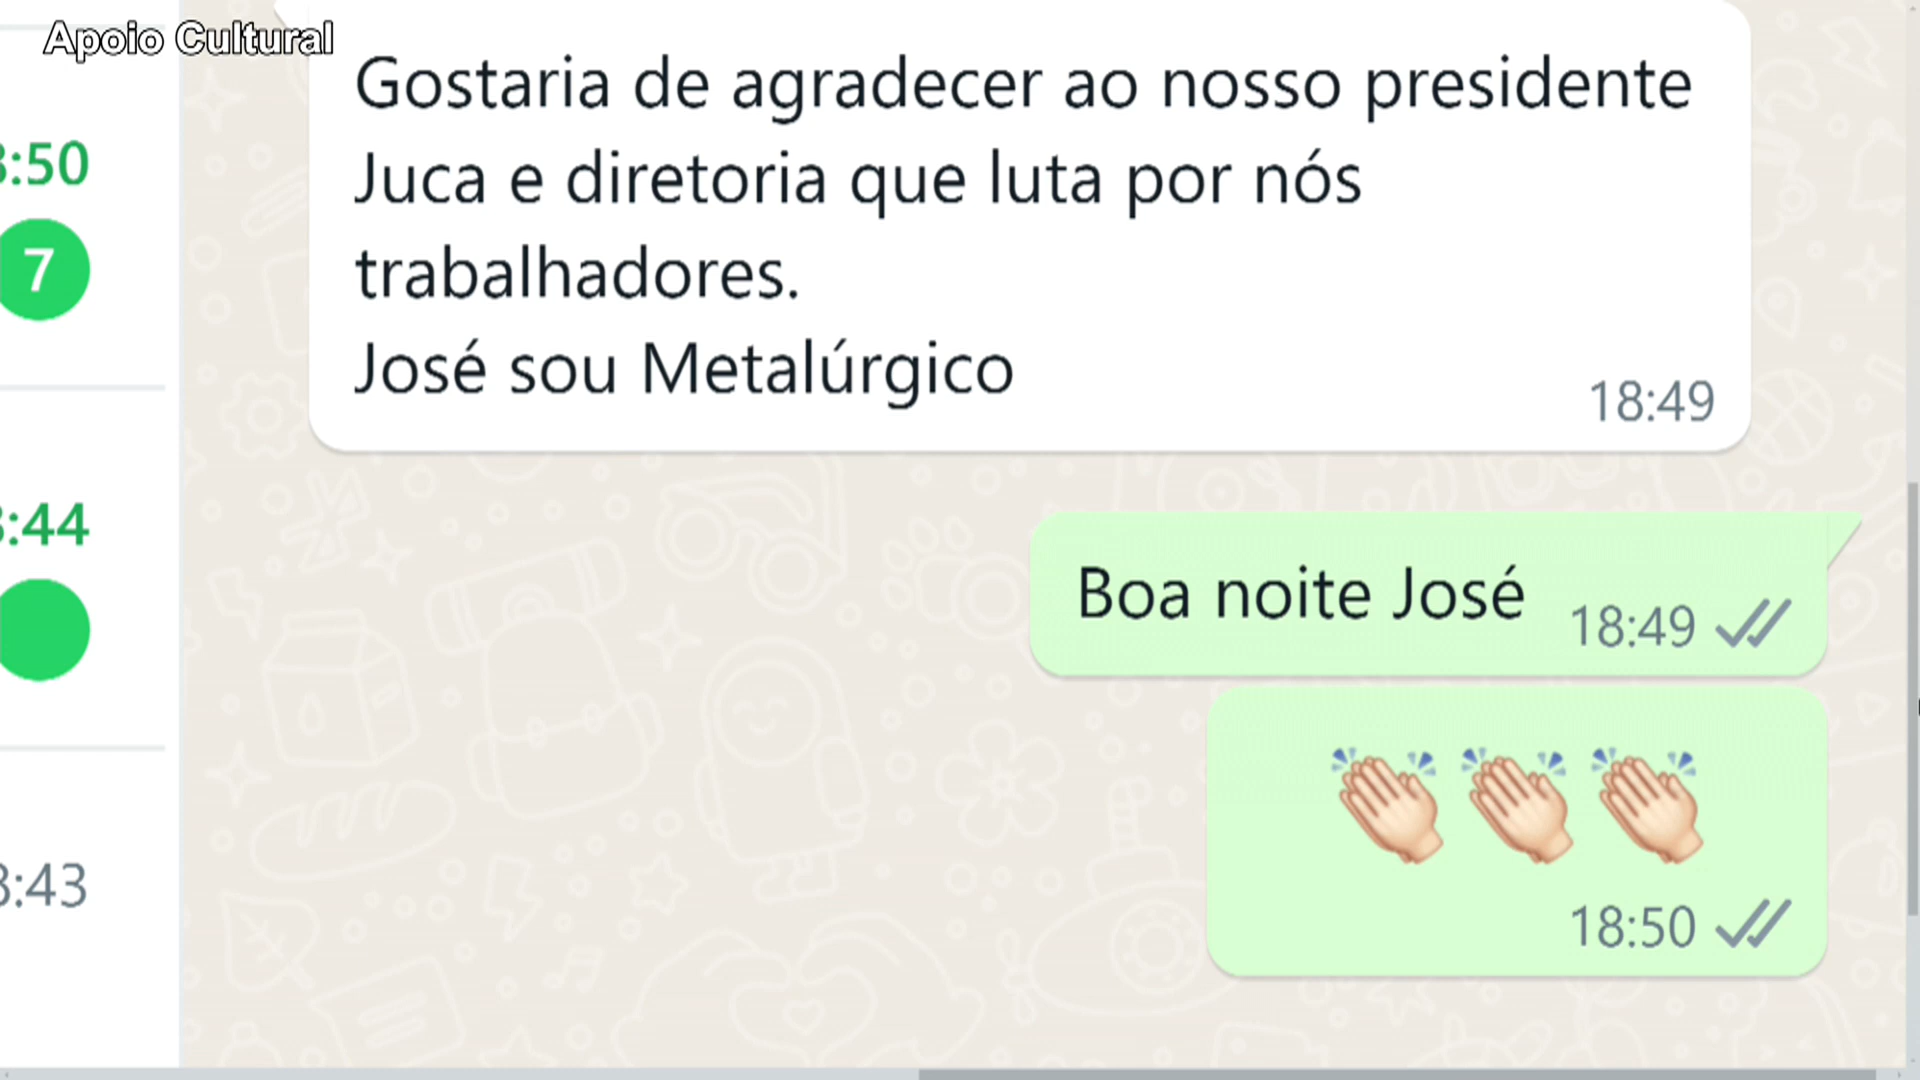 Apoio Cultural
Gostaria de agradecer ao nosso presidente
Juca e diretoria que luta por nós
trabalhadores.
José sou Metalúrgico
18:49
:50
7
:44
:43
Boa noite José
18:49
👏🏻👏🏻👏🏻
18:50